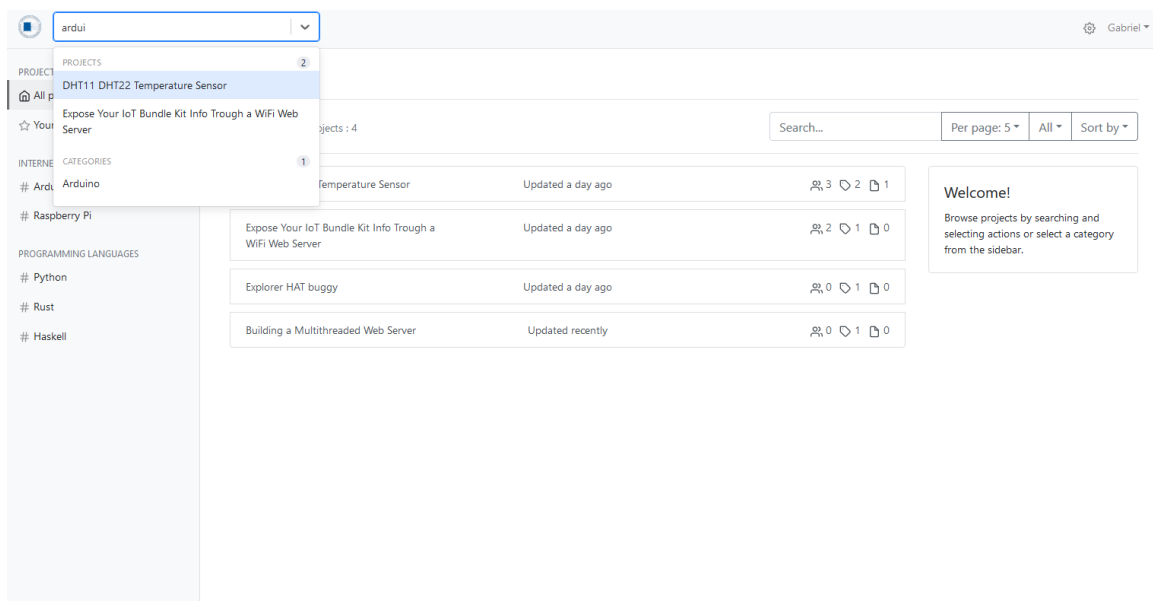 ardui
Gabriel
PROJECTS 2
DHT11 DHT22 Temperature Sensor
Expose Your IoT Bundle Kit Info Trough a WiFi Web
Server
CATEGORIES 1
Arduino
PROJECT
All p
Your
INTERNE
# Ardu
# Raspberry Pi
PROGRAMMING LANGUAGES
# Python
# Rust
# Haskell
ojects : 4
Search...
Per page: 5
All
Sort by
Temperature Sensor
Updated a day ago
3 2 1
Expose Your IoT Bundle Kit Info Trough a
WiFi Web Server
Updated a day ago
2 1 0
Explorer HAT buggy
Updated a day ago
0 1 0
Building a Multithreaded Web Server
Updated recently
0 1 0
Welcome!
Browse projects by searching and
selecting actions or select a category
from the sidebar.